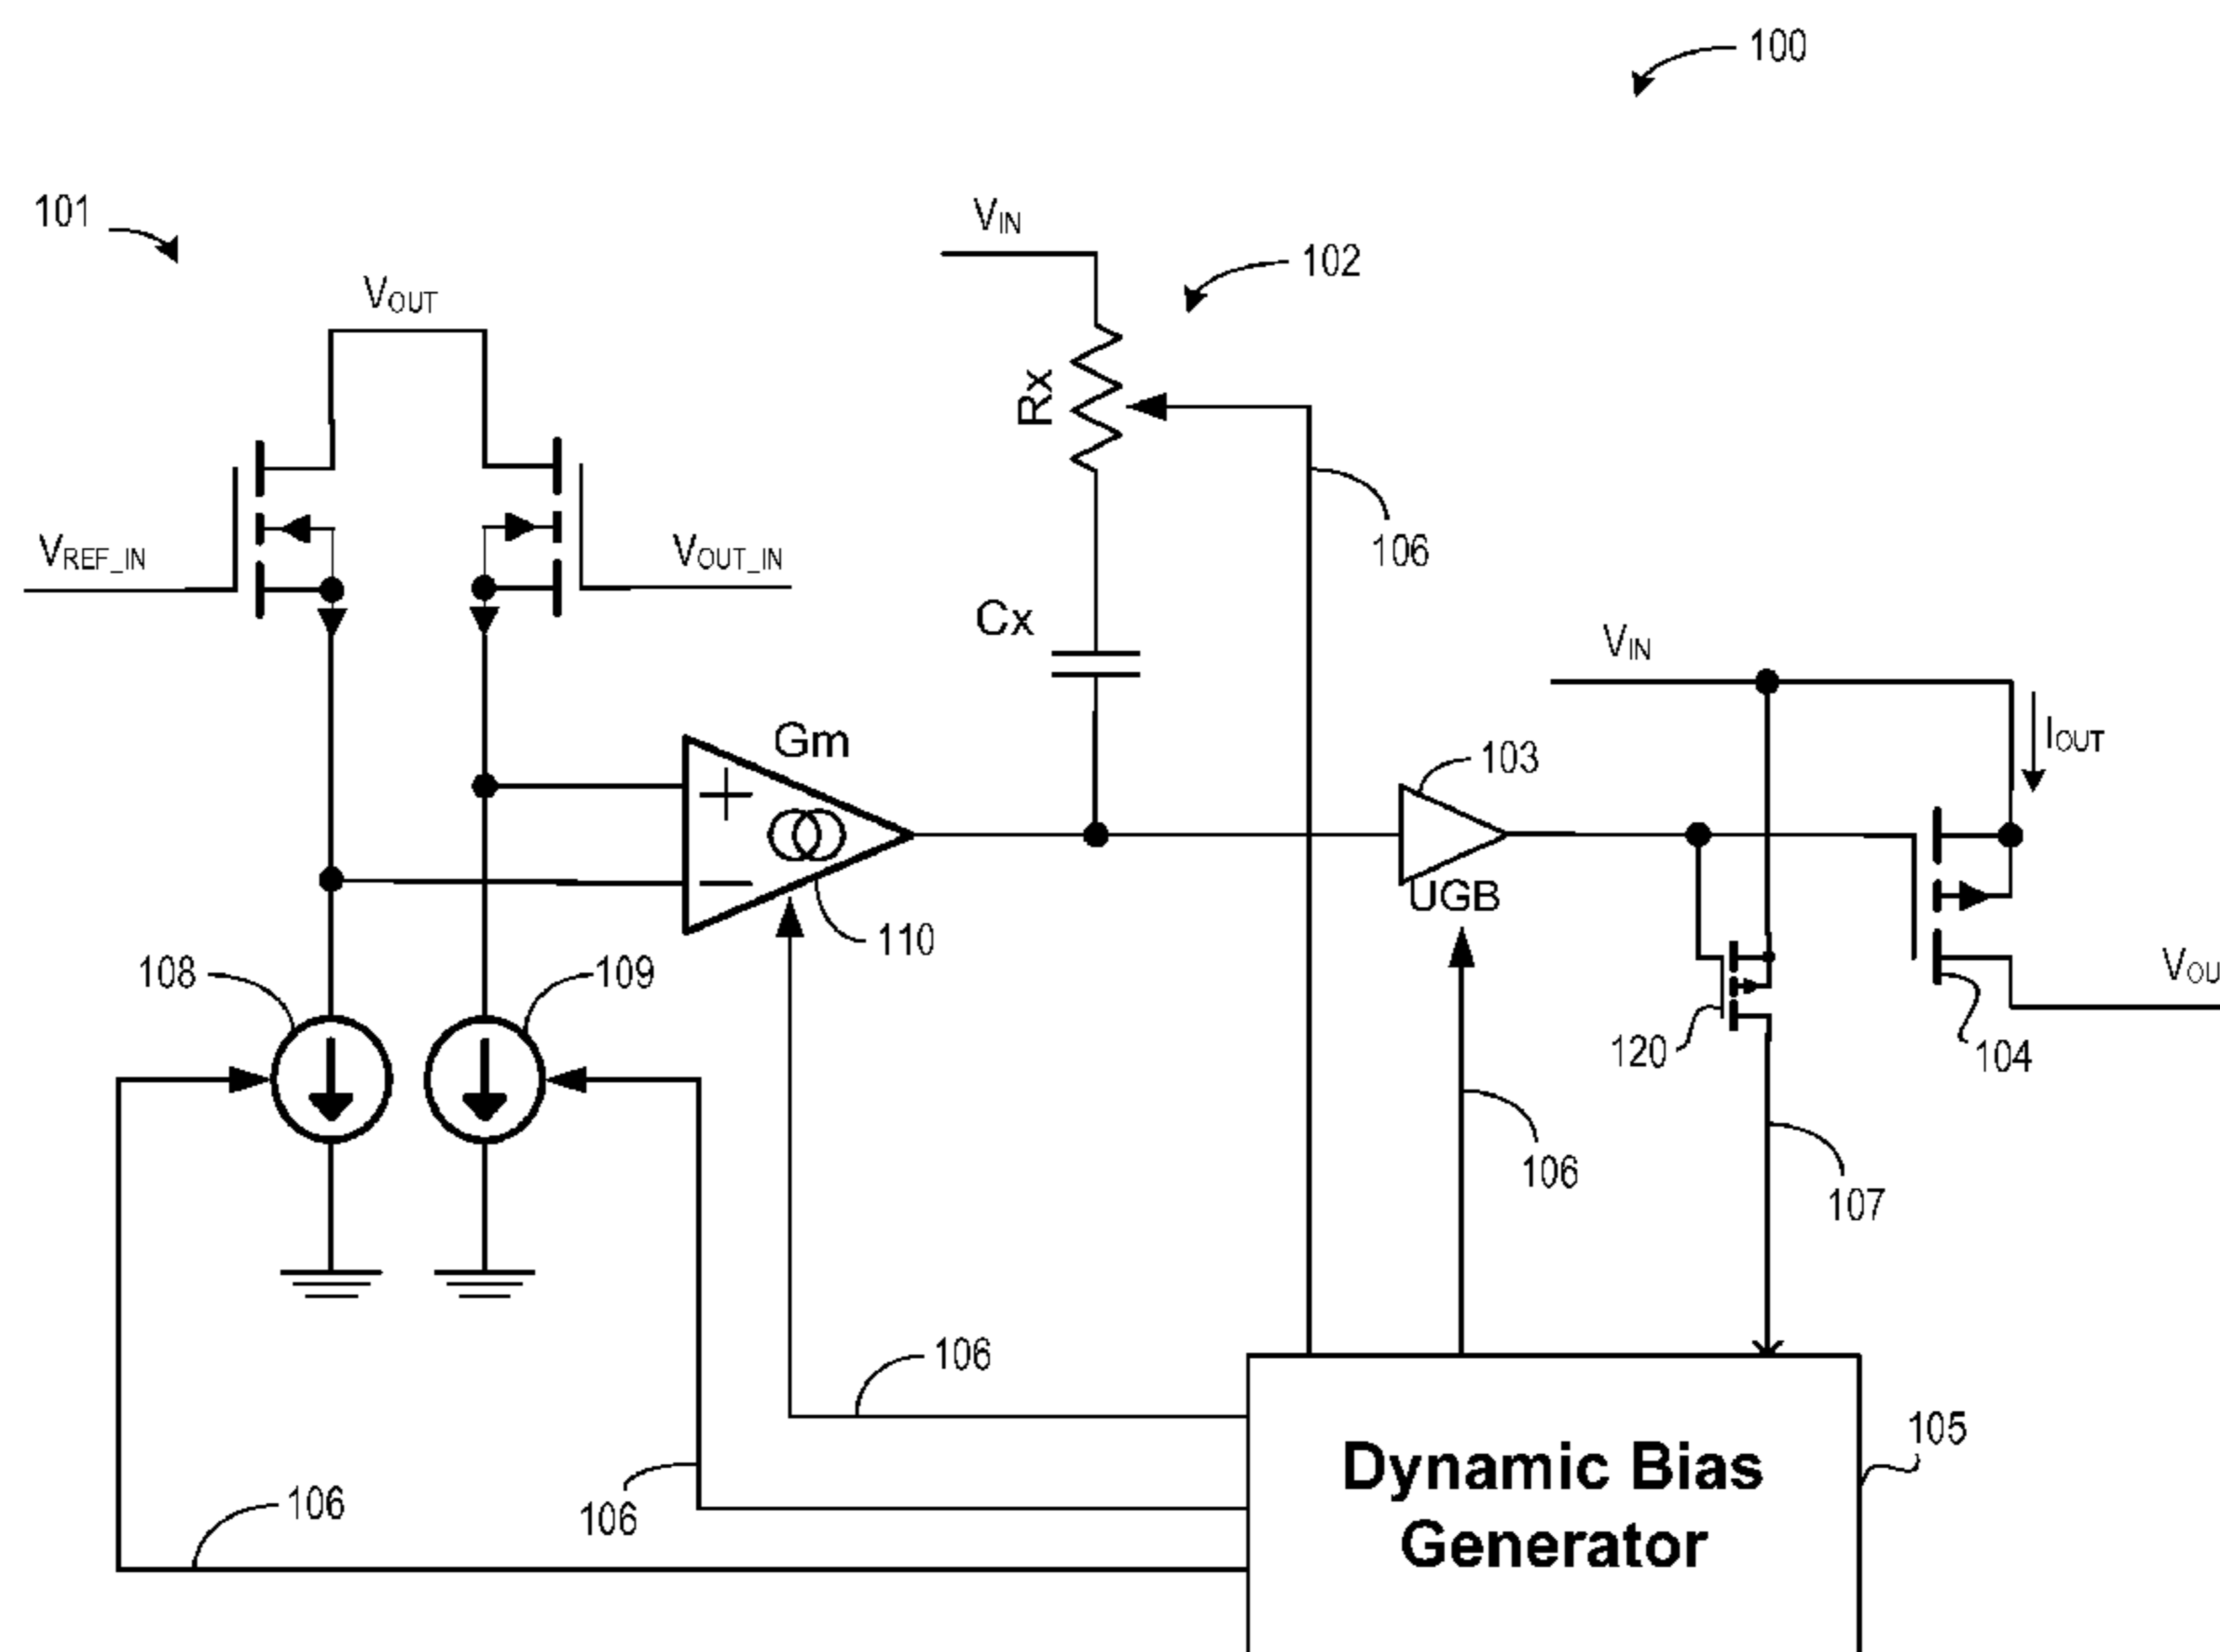 100
101
VIN
102
VOUT
Rx
VREF_IN
VOUT_IN
106
Cx
VIN
Gm
103
IOUT
+
−
UGB
110
108
109
VOU
120
104
106
107
106
105
Dynamic Bias
Generator
106
106